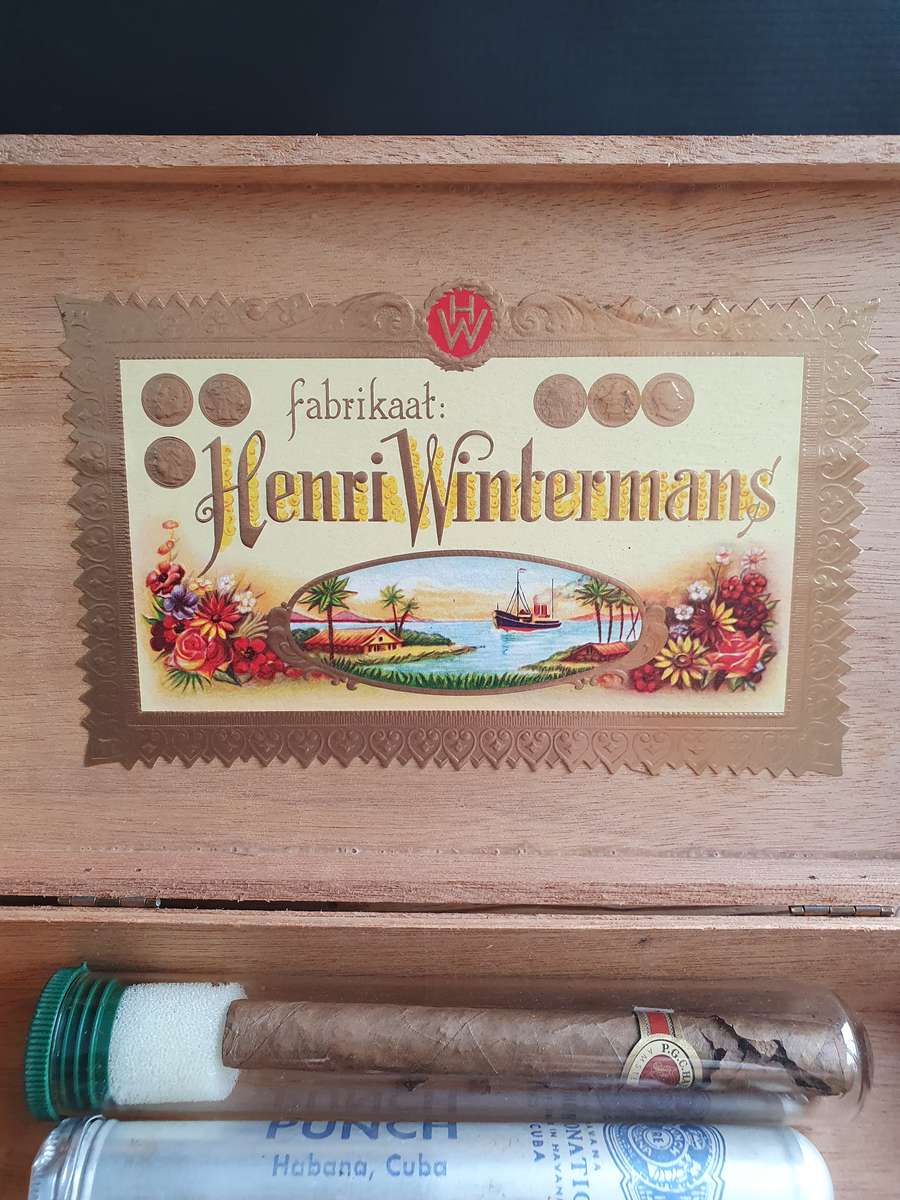 HW
fabrikaat:
Henri Wintermans
P.G.C.H.
PUNCH
Habana, Cuba